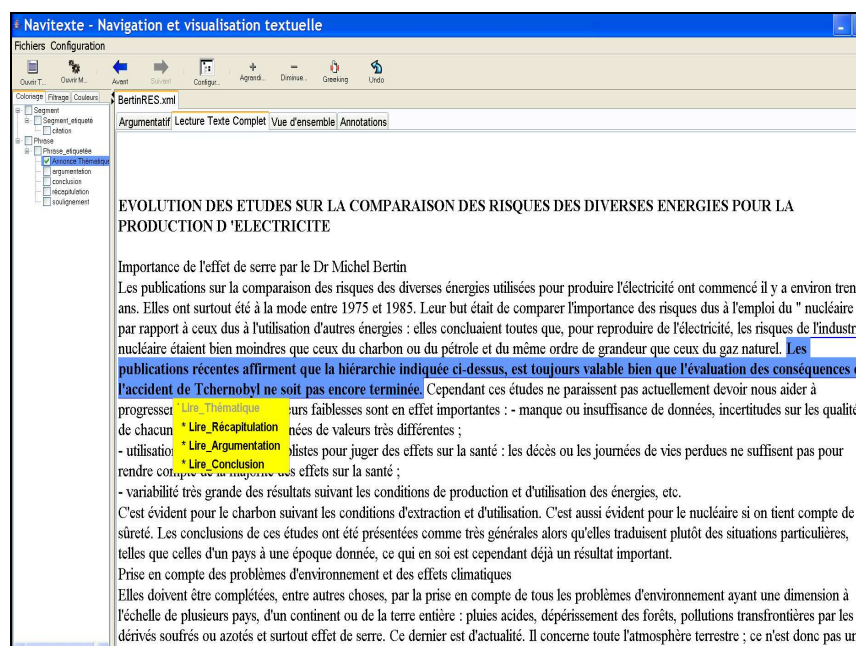 Navitexte - Navigation et visualisation textuelle
Fichiers Configuration
Ouvrir T... Ouvrir M... Avant Suivant Configur... Agrandi... Diminue... Greeking Undo
Coloriage Filtrage Couleurs
BertinRES.xml
Argumentatif Lecture Texte Complet Vue d'ensemble Annotations
Segment
Segment_etiqueté
citation
Phrase
Phrase_etiquetée
Annonce Thématique
argumentation
conclusion
récapitulation
soulignement
EVOLUTION DES ETUDES SUR LA COMPARAISON DES RISQUES DES DIVERSES ENERGIES POUR LA
PRODUCTION D 'ELECTRICITE
Importance de l'effet de serre par le Dr Michel Bertin
Les publications sur la comparaison des risques des diverses énergies utilisées pour produire l'électricité ont commencé il y a environ tren
ans. Elles ont surtout été à la mode entre 1975 et 1985. Leur but était de comparer l'importance des risques dus à l'emploi du " nucléaire
par rapport à ceux dus à l'utilisation d'autres énergies : elles concluaient toutes que, pour reproduire de l'électricité, les risques de l'industr
nucléaire étaient bien moindres que ceux du charbon ou du pétrole et du même ordre de grandeur que ceux du gaz naturel. Les
publications récentes affirment que la hiérarchie indiquée ci-dessus, est toujours valable bien que l'évaluation des conséquences
l'accident de Tchernobyl ne soit pas encore terminée. Cependant ces études ne paraissent pas actuellement devoir nous aider à
progresser eurs faiblesses sont en effet importantes : - manque ou insuffisance de données, incertitudes sur les qualité
* Lire_Thématique
de chacun nées de valeurs très différentes ;
* Lire_Récapitulation
- utilisation plistes pour juger des effets sur la santé : les décès ou les journées de vies perdues ne suffisent pas pour
* Lire_Argumentation
rendre compte de la majorité des effets sur la santé ;
* Lire_Conclusion
- variabilité très grande des résultats suivant les conditions de production et d'utilisation des énergies, etc.
C'est évident pour le charbon suivant les conditions d'extraction et d'utilisation. C'est aussi évident pour le nucléaire si on tient compte de
sûreté. Les conclusions de ces études ont été présentées comme très générales alors qu'elles traduisent plutôt des situations particulières,
telles que celles d'un pays à une époque donnée, ce qui en soi est cependant déjà un résultat important.
Prise en compte des problèmes d'environnement et des effets climatiques
Elles doivent être complétées, entre autres choses, par la prise en compte de tous les problèmes d'environnement ayant une dimension à
l'échelle de plusieurs pays, d'un continent ou de la terre entière : pluies acides, dépérissement des forêts, pollutions transfrontières par les
dérivés soufrés ou azotés et surtout effet de serre. Ce dernier est d'actualité. Il concerne toute l'atmosphère terrestre ; ce n'est donc pas un